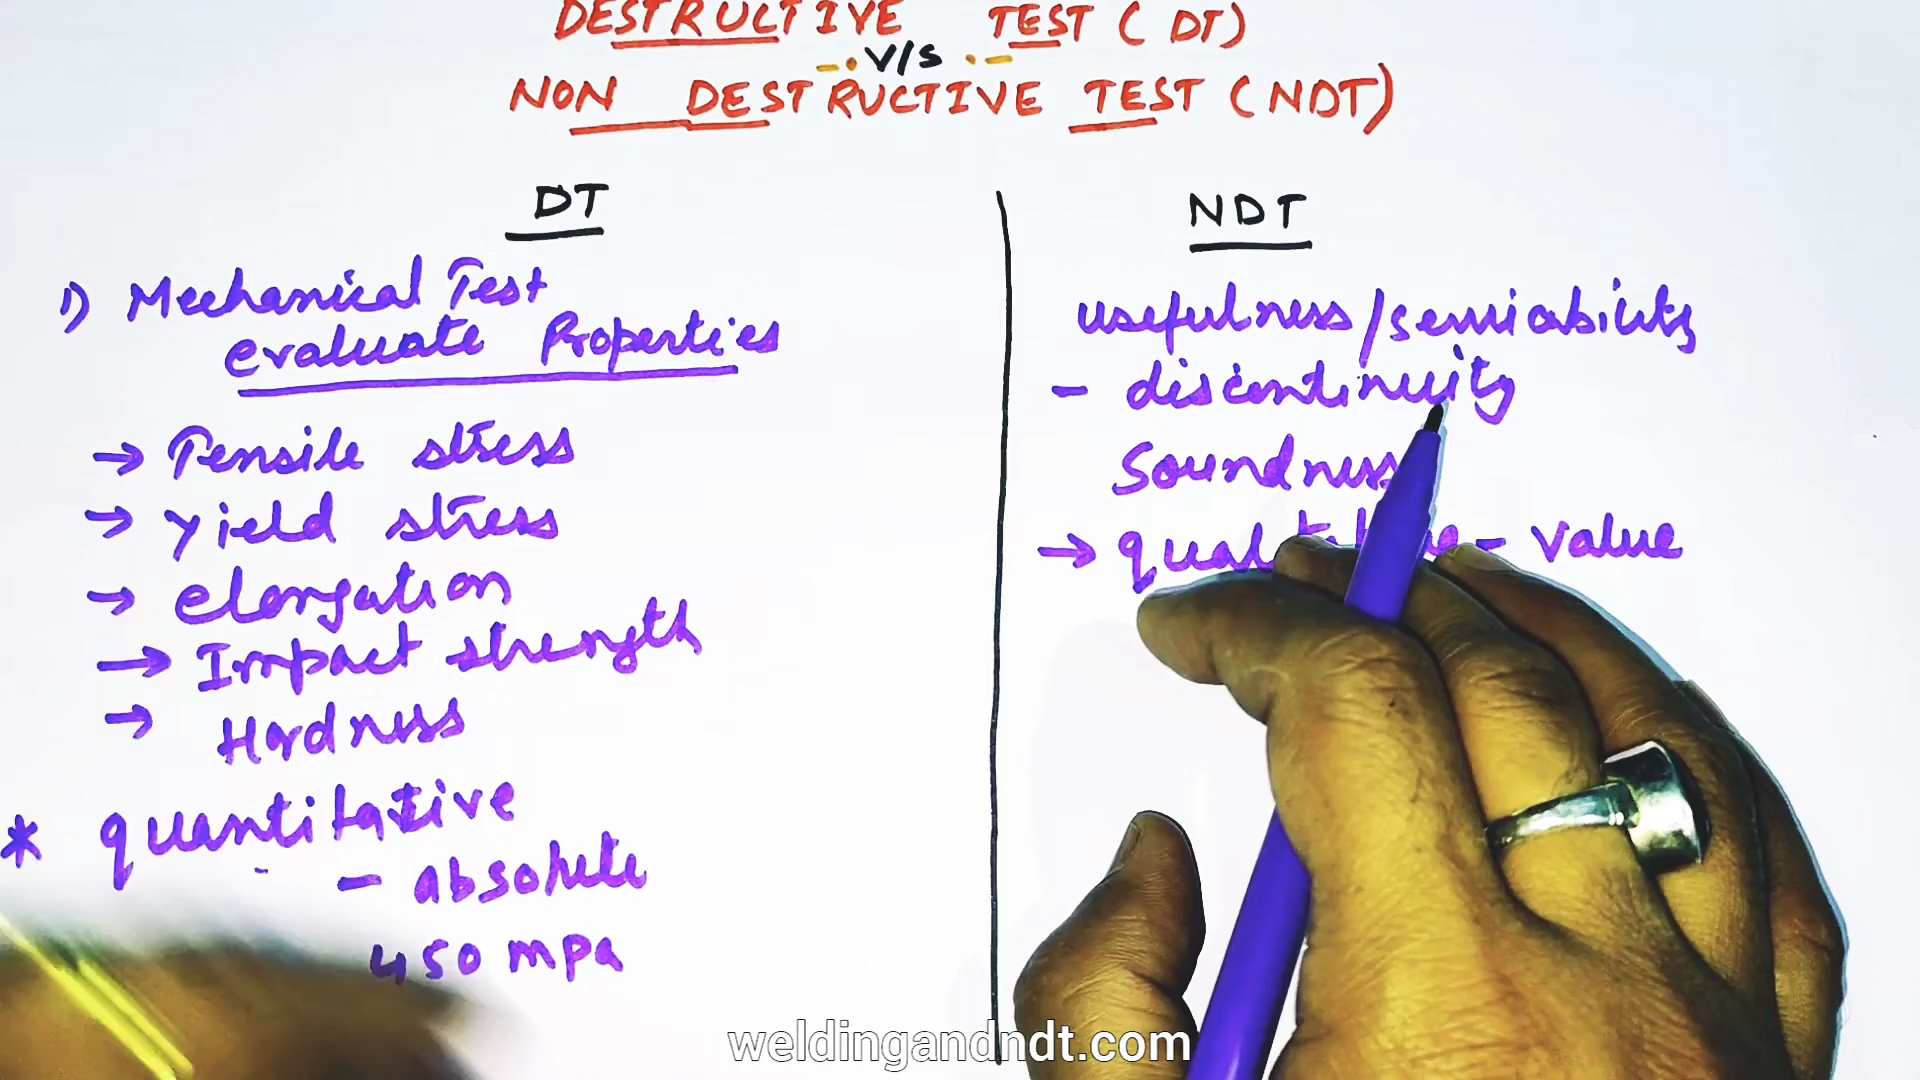 DESTRUCTIVE TEST (DT)
V/S
NON DESTRUCTIVE TEST (NDT)
DT
1) Mechanical Test
evaluate Properties
→ Tensile stress
→ yield stress
→ elongation
→ Impact strength
→ Hardness
* quantitative
- absolute
450 mpa
NDT
usefulness/serviability
- discontinuity
Soundness
→ - value
weldingandndt.com